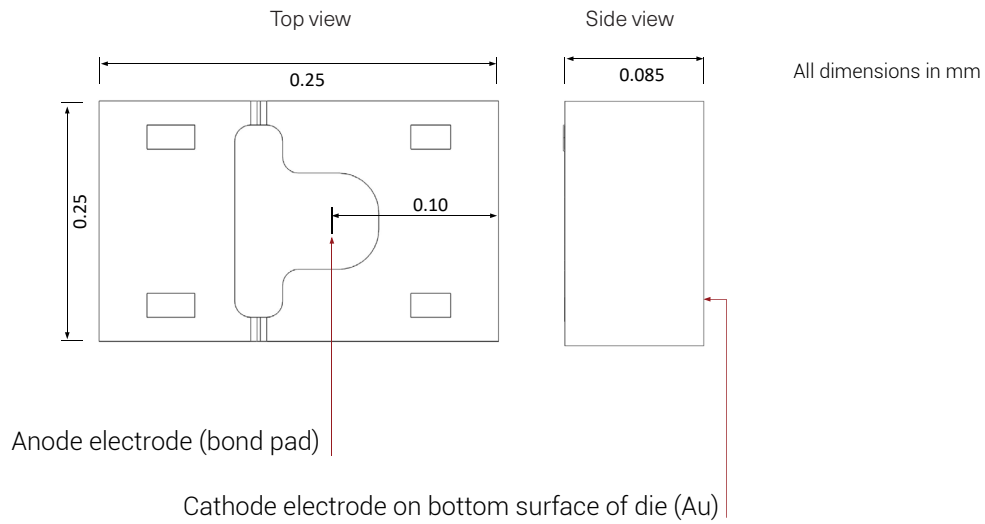 Top view
Side view
0.25
0.085
All dimensions in mm
0.25
0.10
Anode electrode (bond pad)
Cathode electrode on bottom surface of die (Au)